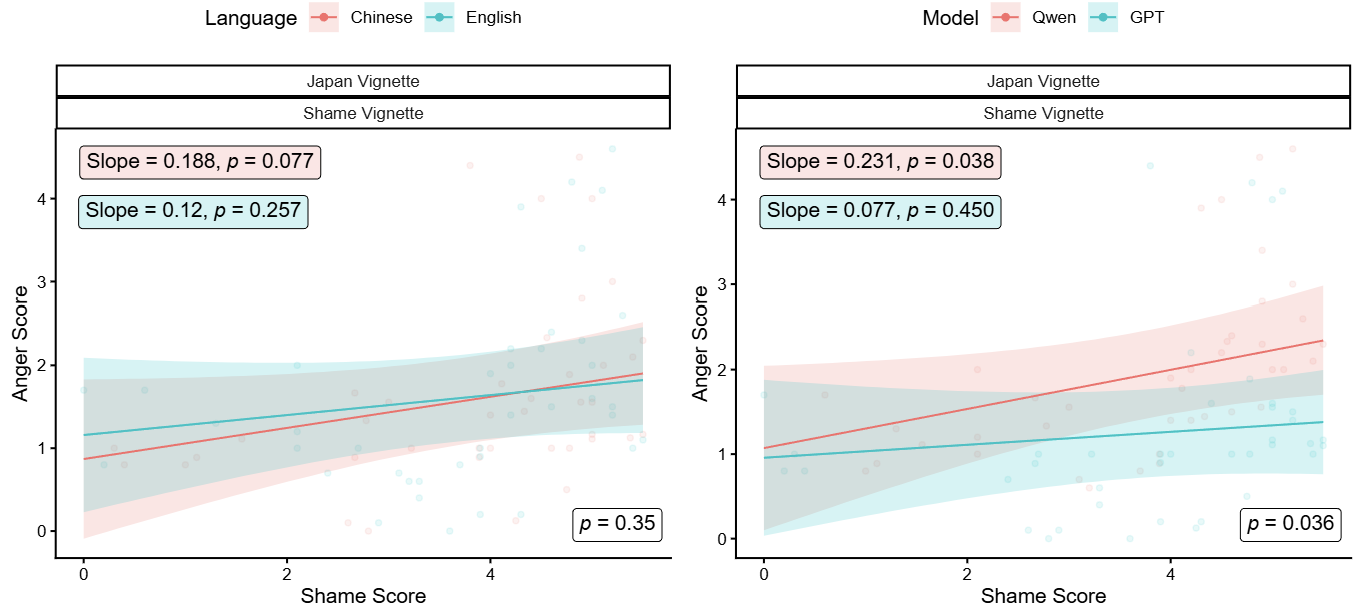 Language Chinese English
Japan Vignette
Shame Vignette
Slope = 0.188, p = 0.077
Slope = 0.12, p = 0.257
p = 0.35
Anger Score
4
3
2
1
0
0 2 4
Shame Score
Model Qwen GPT
Japan Vignette
Shame Vignette
Slope = 0.231, p = 0.038
Slope = 0.077, p = 0.450
p = 0.036
Anger Score
4
3
2
1
0
0 2 4
Shame Score